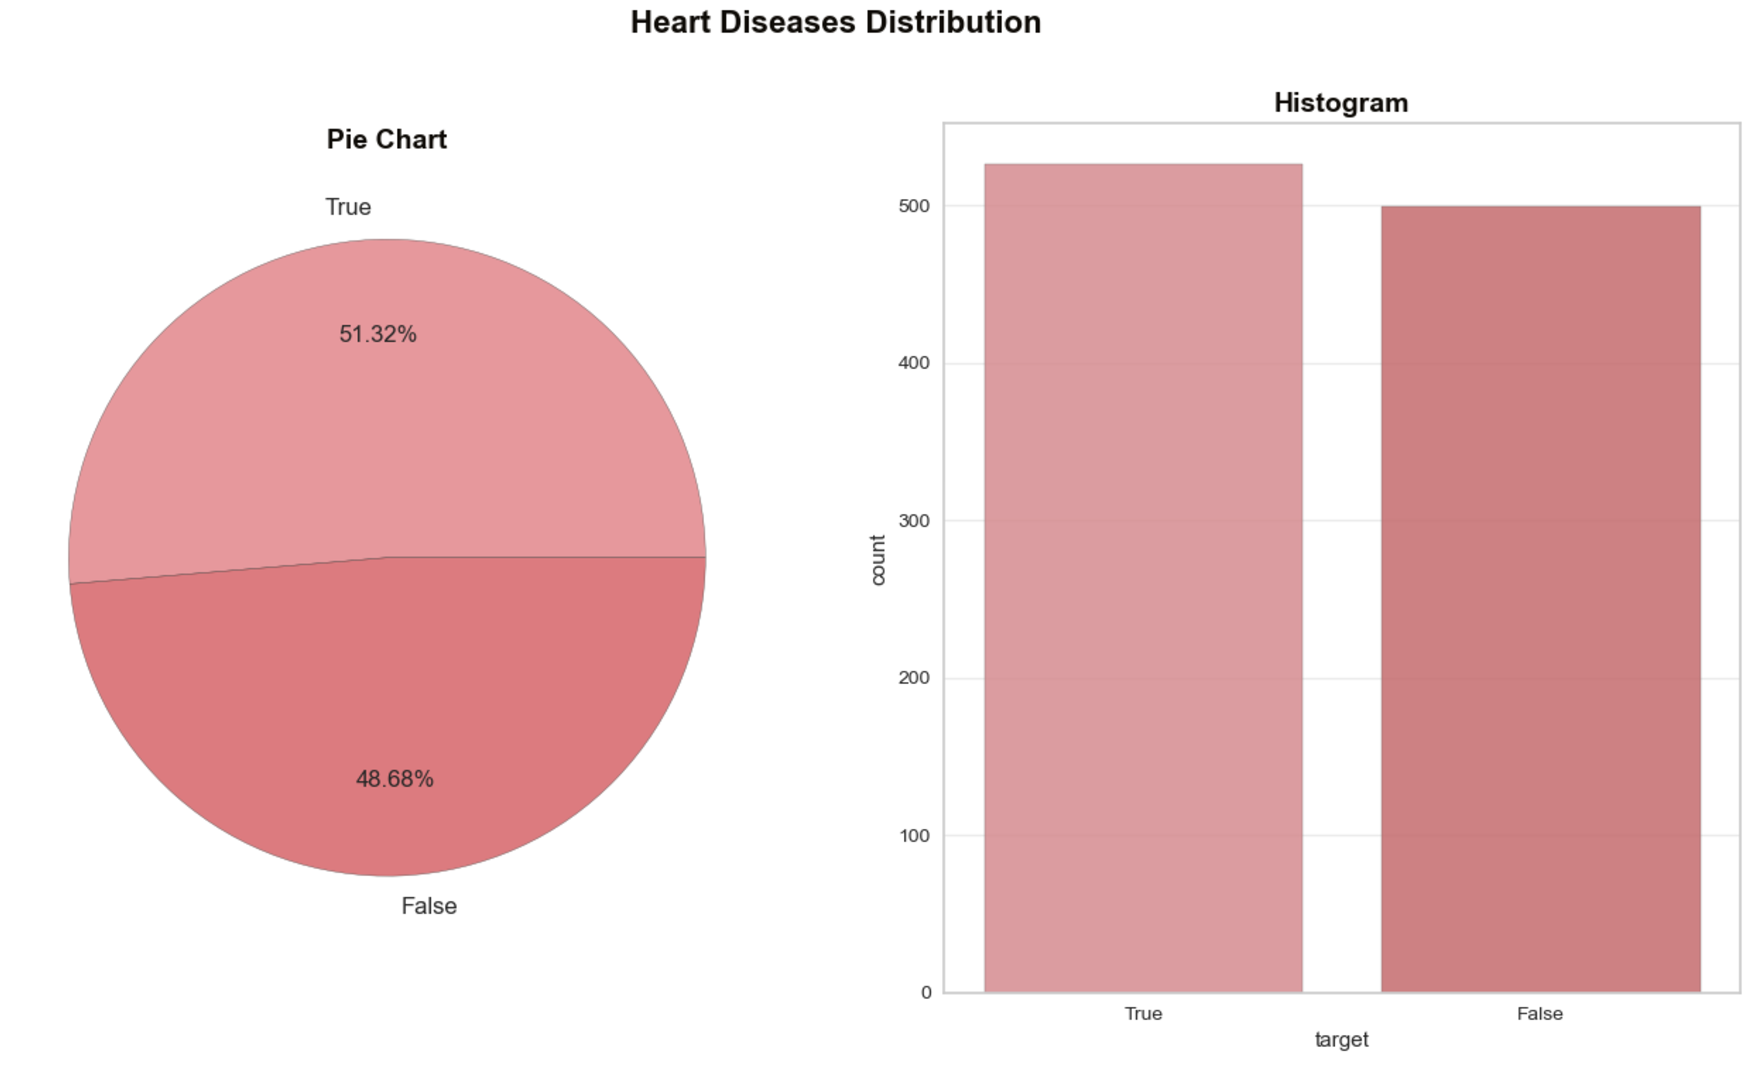 Heart Diseases Distribution
Pie Chart
True
51.32%
48.68%
False
Histogram
500
400
300
200
100
0
count
True False
target